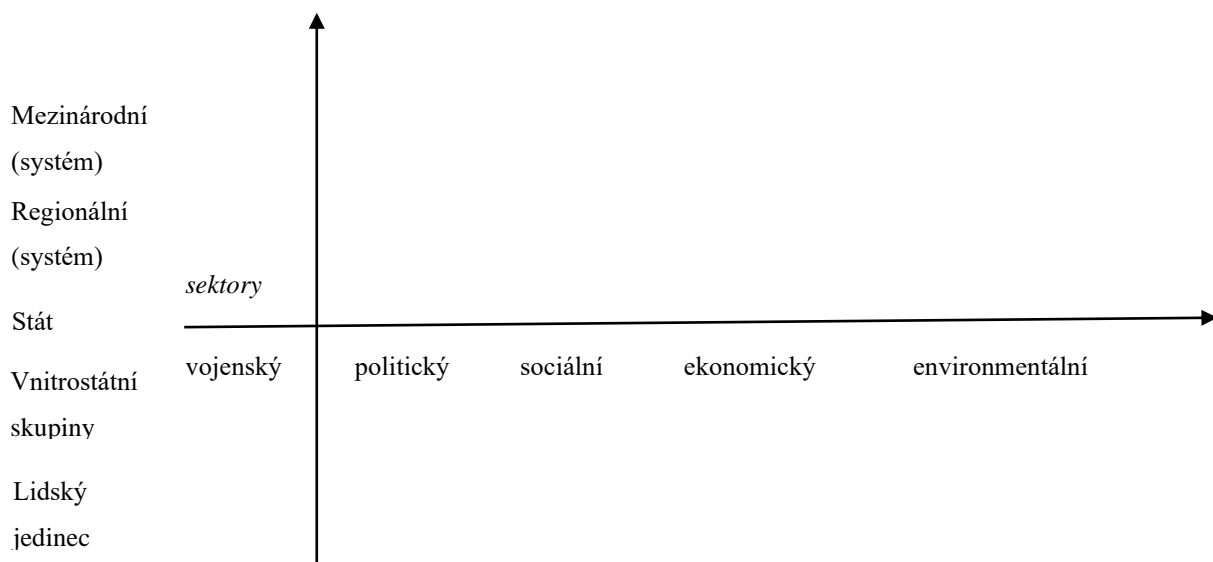 Mezinárodní
(systém)
Regionální
(systém)
sektory
Stát
Vnitrostátní
skupiny
vojenský politický sociální ekonomický environmentální
Lidský
jedinec